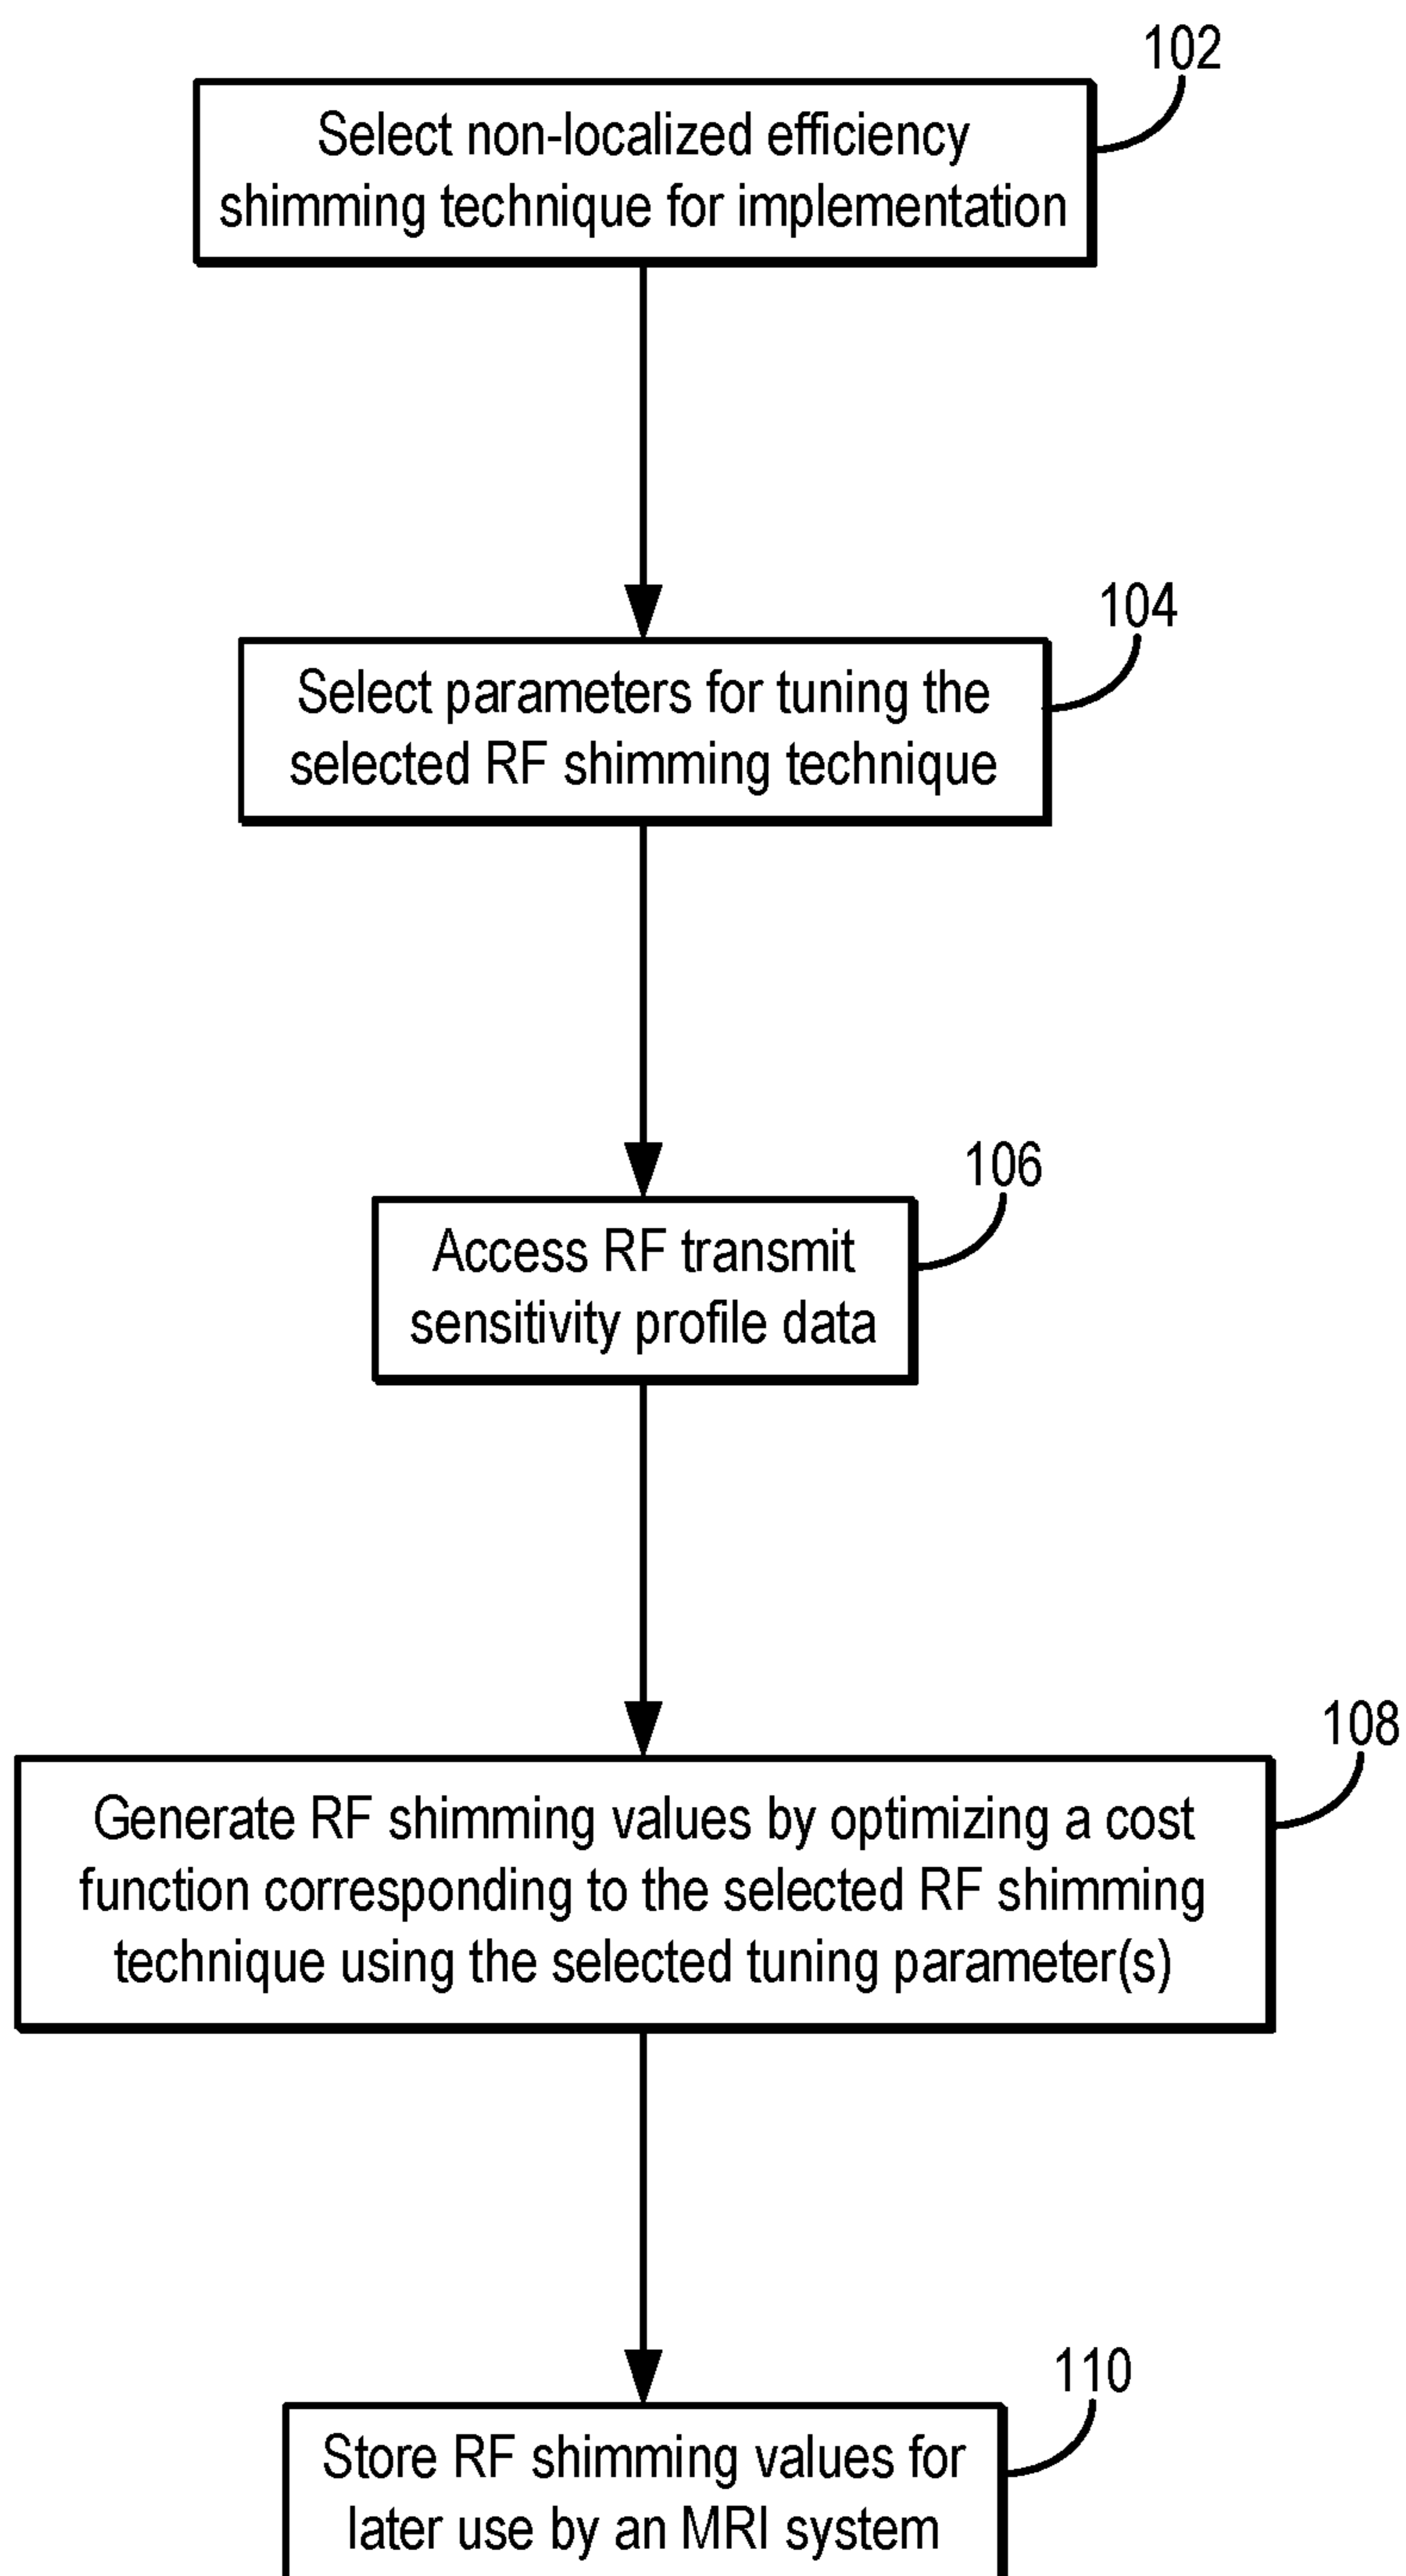 102
Select non-localized efficiency
shimming technique for implementation
104
Select parameters for tuning the
selected RF shimming technique
106
Access RF transmit
sensitivity profile data
108
Generate RF shimming values by optimizing a cost
function corresponding to the selected RF shimming
technique using the selected tuning parameter(s)
110
Store RF shimming values for
later use by an MRI system